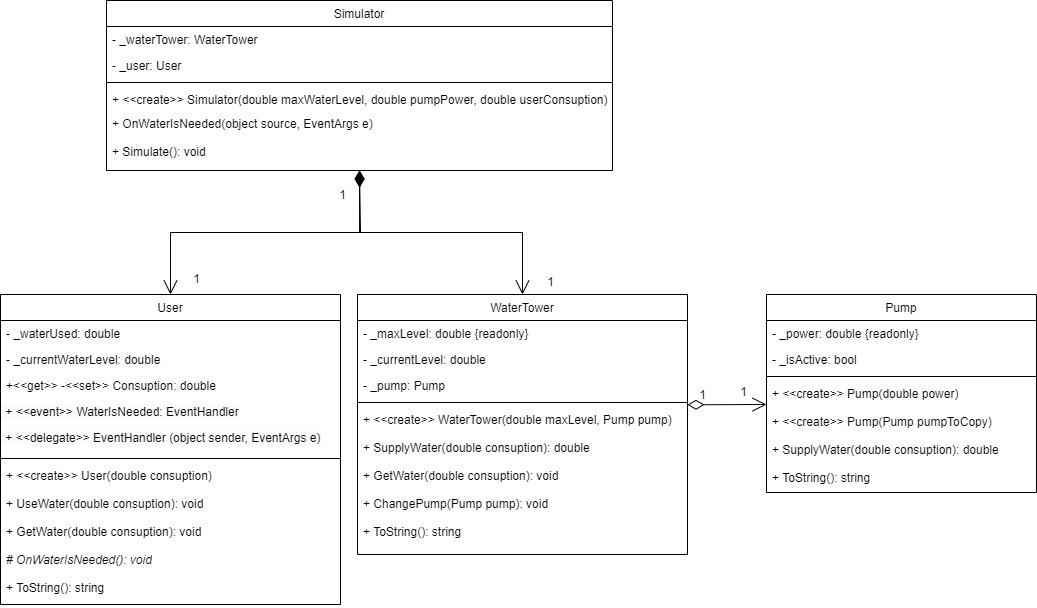 Simulator
- _waterTower: WaterTower
- _user: User
+ <<create>> Simulator(double maxWaterLevel, double pumpPower, double userConsuption)
+ OnWaterIsNeeded(object source, EventArgs e)
+ Simulate(): void
1
1
1
User
- _waterUsed: double
- _currentWaterLevel: double
+<<get>> -<<set>> Consuption: double
+ <<event>> WaterIsNeeded: EventHandler
+ <<delegate>> EventHandler (object sender, EventArgs e)
+ <<create>> User(double consuption)
+ UseWater(double consuption): void
+ GetWater(double consuption): void
# OnWaterIsNeeded(): void
+ ToString(): string
WaterTower
- _maxLevel: double {readonly}
- _currentLevel: double
- _pump: Pump
+ <<create>> WaterTower(double maxLevel, Pump pump)
+ SupplyWater(double consuption): double
+ GetWater(double consuption): void
+ ChangePump(Pump pump): void
+ ToString(): string
1
1
Pump
- _power: double {readonly}
- _isActive: bool
+ <<create>> Pump(double power)
+ <<create>> Pump(Pump pumpToCopy)
+ SupplyWater(double consuption): double
+ ToString(): string